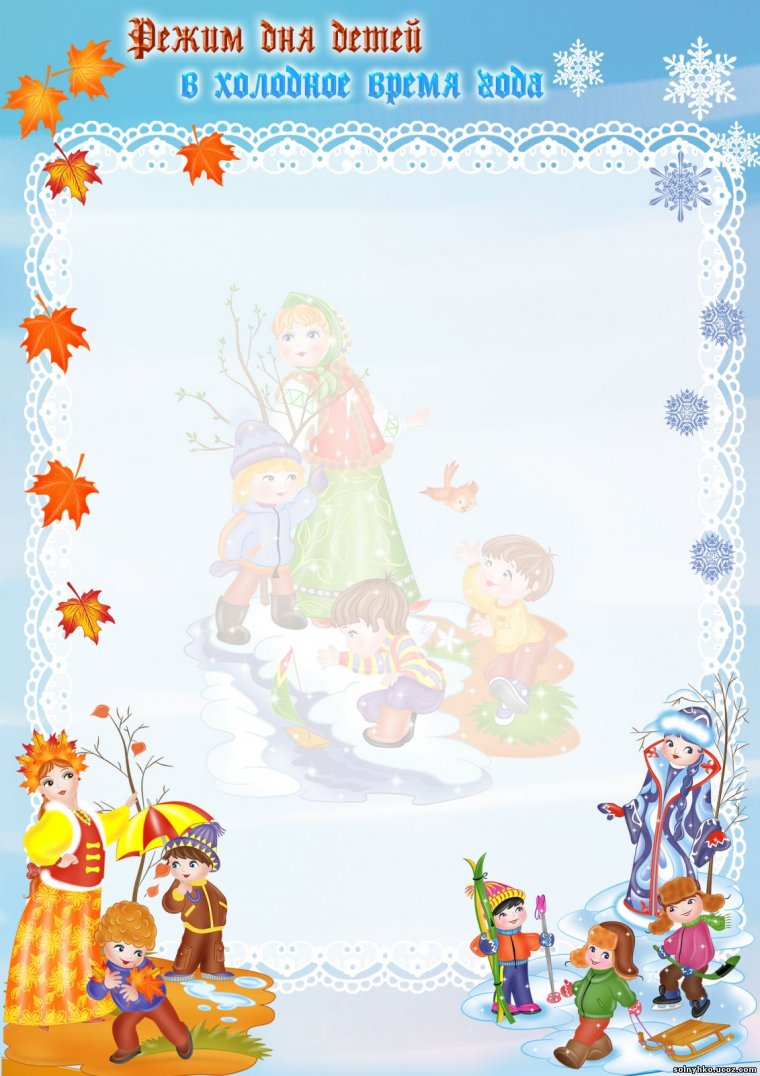 Режим дня детей
в холодное время года
solnyhko.ucoz.com